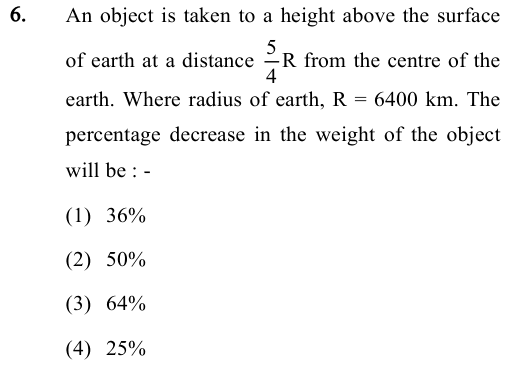 6. An object is taken to a height above the surface
of earth at a distance 5/4 R from the centre of the
earth. Where radius of earth, R = 6400 km. The
percentage decrease in the weight of the object
will be : -
(1) 36%
(2) 50%
(3) 64%
(4) 25%